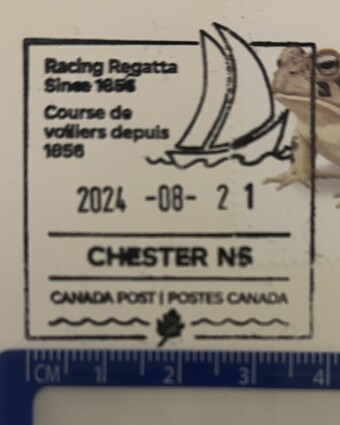 Racing Regatta
Since 1856
Course de
voiliers depuis
1856
2024 -08- 21
CHESTER NS
CANADA POST | POSTES CANADA
CM 1 2 3 4